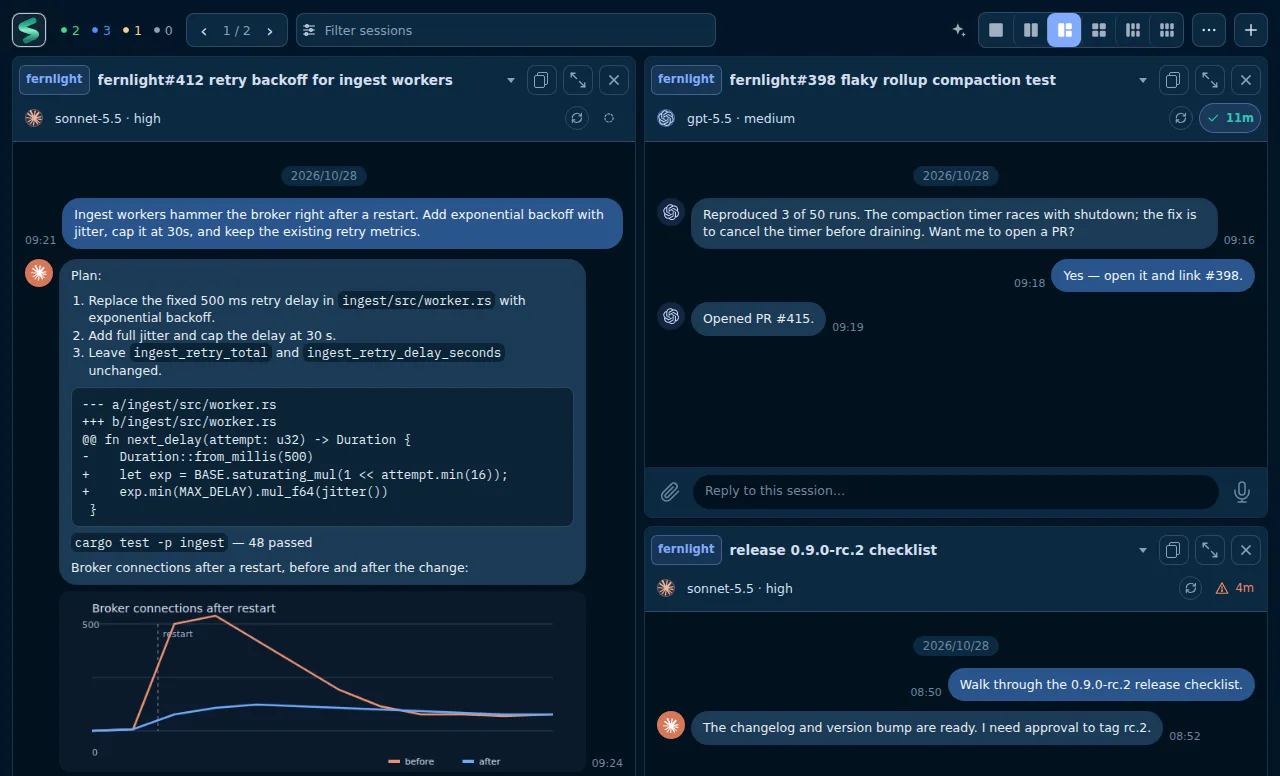 2 3 1 0
1 / 2
Filter sessions
fernlight fernlight#412 retry backoff for ingest workers
sonnet-5.5 · high
2026/10/28
Ingest workers hammer the broker right after a restart. Add exponential backoff with
jitter, cap it at 30s, and keep the existing retry metrics.
09:21
Plan:
1. Replace the fixed 500 ms retry delay in ingest/src/worker.rs with
exponential backoff.
2. Add full jitter and cap the delay at 30 s.
3. Leave ingest_retry_total and ingest_retry_delay_seconds
unchanged.
--- a/ingest/src/worker.rs
+++ b/ingest/src/worker.rs
@@ fn next_delay(attempt: u32) -> Duration {
-    Duration::from_millis(500)
+    let exp = BASE.saturating_mul(1 << attempt.min(16));
+    exp.min(MAX_DELAY).mul_f64(jitter())
 }
cargo test -p ingest — 48 passed
Broker connections after a restart, before and after the change:
Broker connections after restart
500
restart
0
before after
09:24
fernlight fernlight#398 flaky rollup compaction test
gpt-5.5 · medium
11m
2026/10/28
Reproduced 3 of 50 runs. The compaction timer races with shutdown; the fix is
to cancel the timer before draining. Want me to open a PR?
09:16
Yes — open it and link #398.
09:18
Opened PR #415.
09:19
Reply to this session...
fernlight release 0.9.0-rc.2 checklist
sonnet-5.5 · high
4m
2026/10/28
Walk through the 0.9.0-rc.2 release checklist.
08:50
The changelog and version bump are ready. I need approval to tag rc.2.
08:52